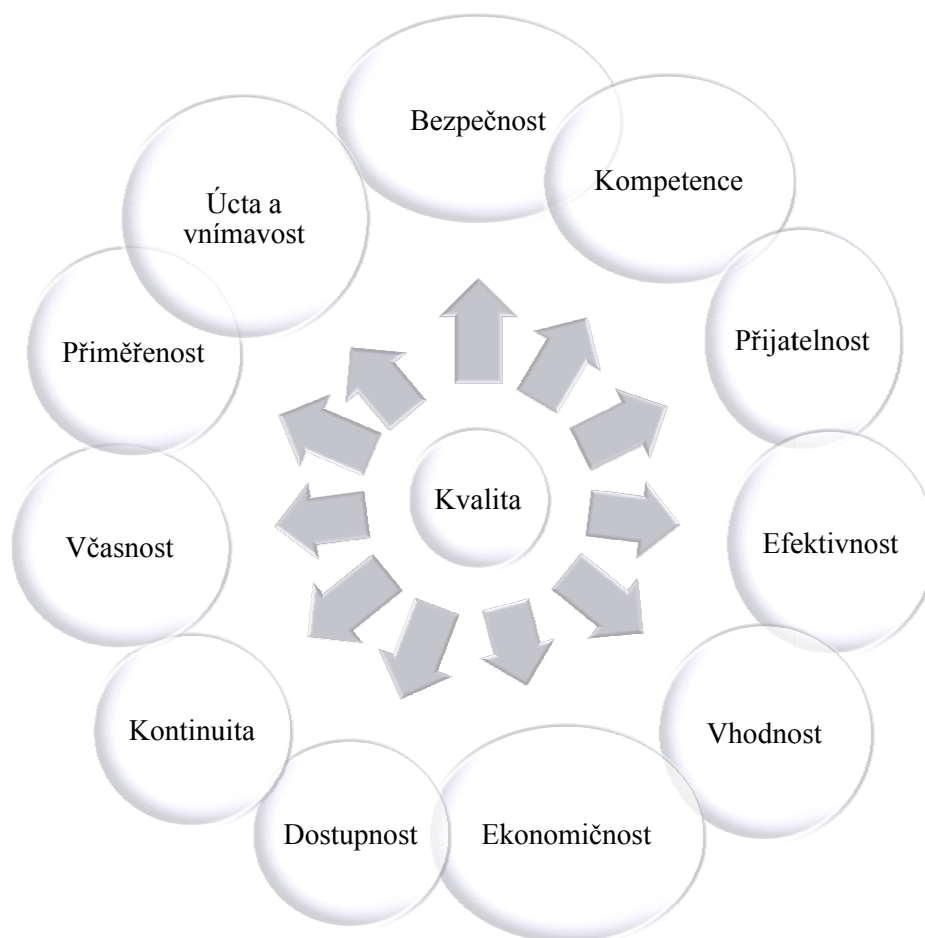 Bezpečnost
Kompetence
Přijatelnost
Efektivnost
Vhodnost
Ekonomičnost
Dostupnost
Kontinuita
Včasnost
Přiměřenost
Úcta a
vnímavost
Kvalita